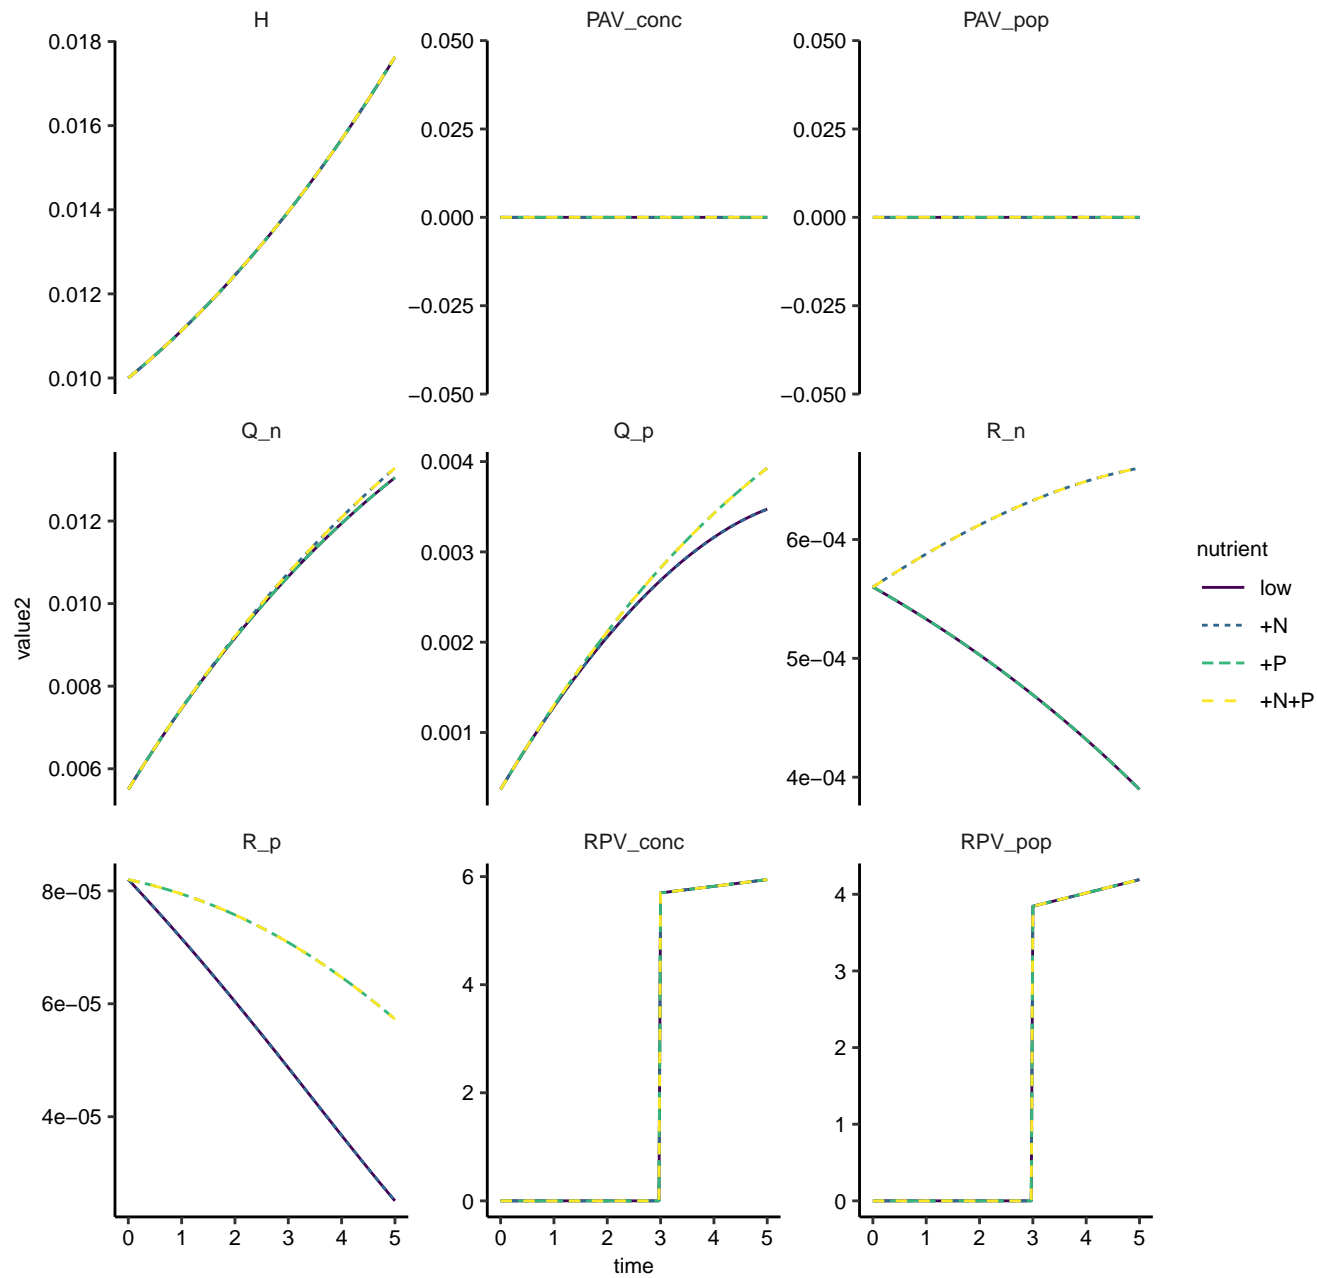 H
PAV_conc
PAV_pop
0.018
0.016
0.014
0.012
0.010
0.050
0.025
0.000
−0.025
−0.050
0.050
0.025
0.000
−0.025
−0.050
Q_n
Q_p
R_n
0.012
0.010
0.008
0.006
0.004
0.003
0.002
0.001
6e−04
5e−04
4e−04
value2
nutrient
low
+N
+P
+N+P
R_p
RPV_conc
RPV_pop
8e−05
6e−05
4e−05
6
4
2
0
4
3
2
1
0
0 1 2 3 4 5
0 1 2 3 4 5
0 1 2 3 4 5
time